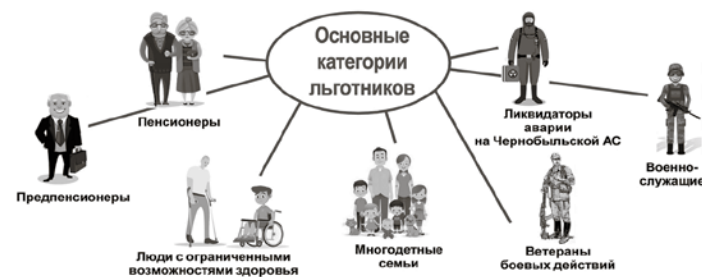 Основные
категории
льготников
Пенсионеры
Предпенсионеры
Люди с ограниченными
возможностями здоровья
Многодетные
семьи
Ветераны
боевых действий
Ликвидаторы
аварии
на Чернобыльской АС
Военно-
служащие